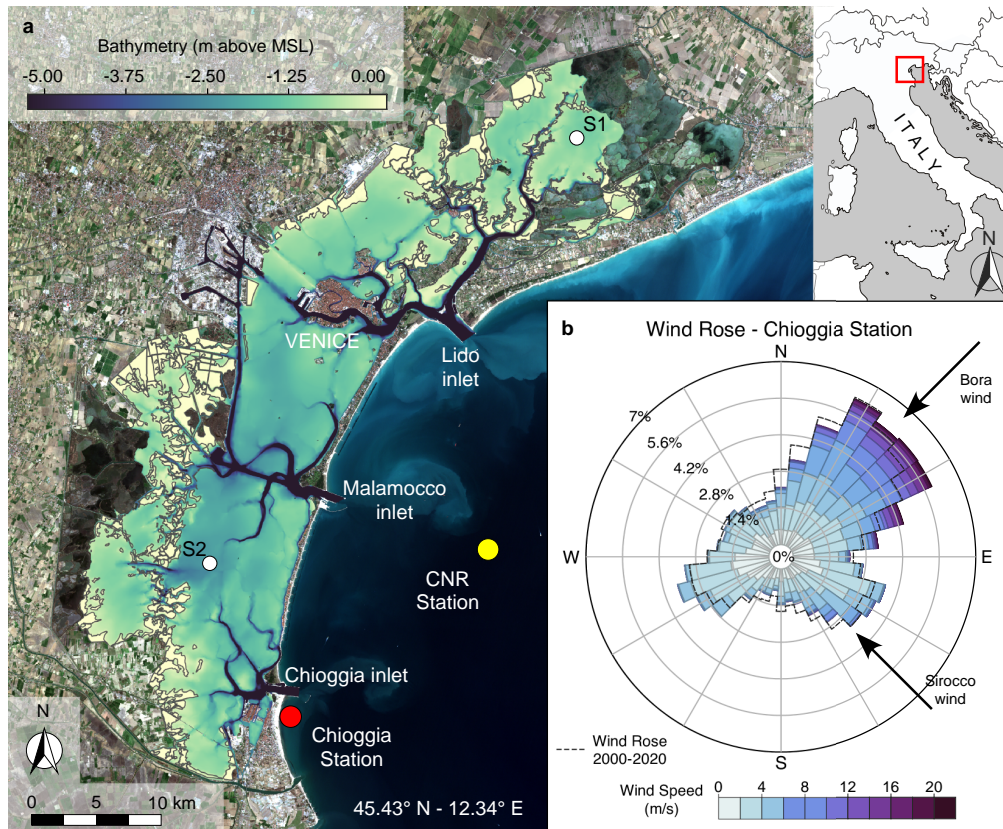 a
Bathymetry (m above MSL)
-5.00 -3.75 -2.50 -1.25 0.00
S1
VENICE
Lido
inlet
Malamocco
inlet
S2
CNR
Station
Chioggia inlet
Chioggia
Station
N
0 5 10 km
45.43° N - 12.34° E
ITALY
N
b
Wind Rose - Chioggia Station
N
Bora
wind
7%
5.6%
4.2%
2.8%
1.4%
0%
W
E
Sirocco
wind
S
Wind Rose
2000-2020
Wind Speed
(m/s)
0 4 8 12 16 20